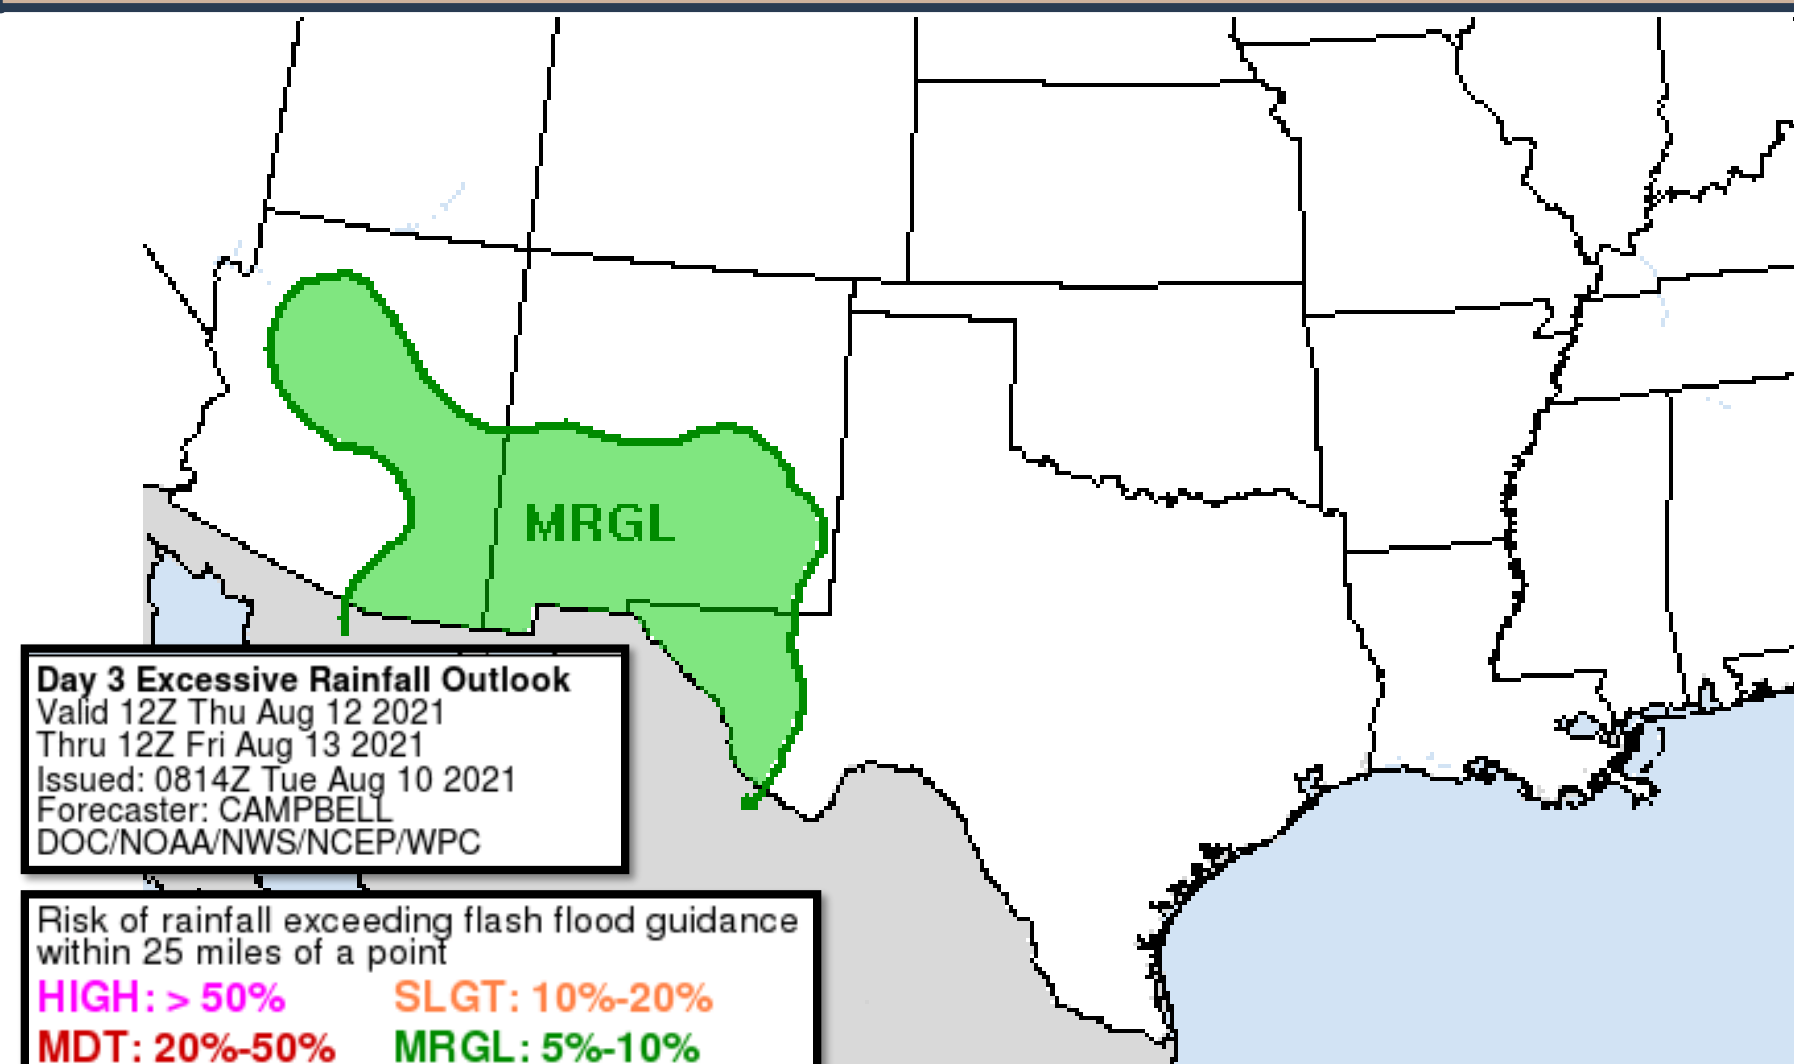 MRGL
Day 3 Excessive Rainfall Outlook
Valid 12Z Thu Aug 12 2021
Thru 12Z Fri Aug 13 2021
Issued: 0814Z Tue Aug 10 2021
Forecaster: CAMPBELL
DOC/NOAA/NWS/NCEP/WPC
Risk of rainfall exceeding flash flood guidance
within 25 miles of a point
HIGH: > 50% SLGT: 10%-20%
MDT: 20%-50% MRGL: 5%-10%